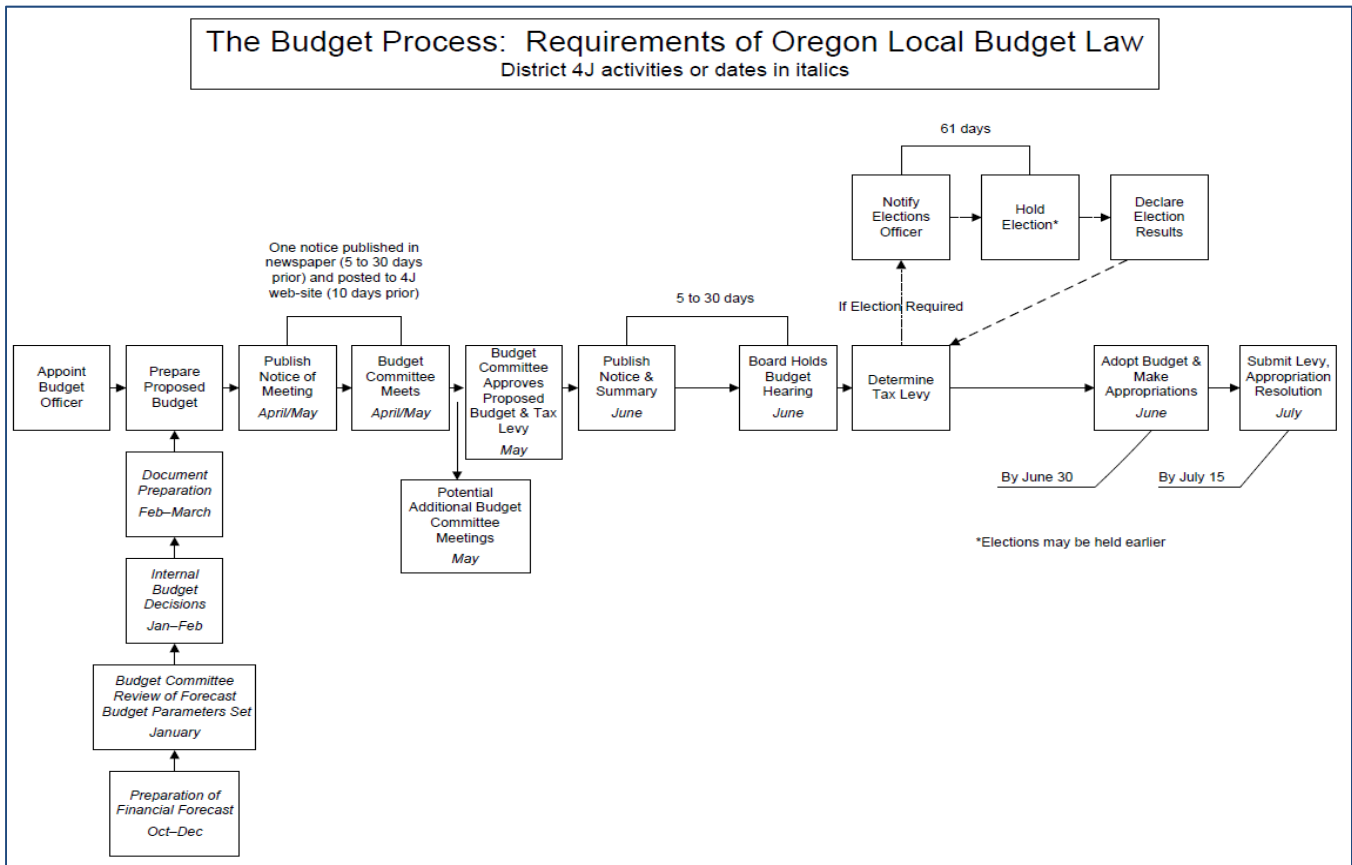 The Budget Process: Requirements of Oregon Local Budget Law
District 4J activities or dates in italics
61 days
Notify
Elections
Officer
Hold
Election*
Declare
Election
Results
One notice published in
newspaper (5 to 30 days
prior) and posted to 4J
web-site (10 days prior)
5 to 30 days
If Election Required
Appoint
Budget
Officer
Prepare
Proposed
Budget
Publish
Notice of
Meeting
April/May
Budget
Committee
Meets
April/May
Budget
Committee
Approves
Proposed
Budget & Tax
Levy
May
Publish
Notice &
Summary
June
Board Holds
Budget
Hearing
June
Determine
Tax Levy
Adopt Budget &
Make
Appropriations
June
Submit Levy,
Appropriation
Resolution
July
By June 30
By July 15
Document
Preparation
Feb–March
Potential
Additional Budget
Committee
Meetings
May
*Elections may be held earlier
Internal
Budget
Decisions
Jan–Feb
Budget Committee
Review of Forecast
Budget Parameters Set
January
Preparation of
Financial Forecast
Oct–Dec